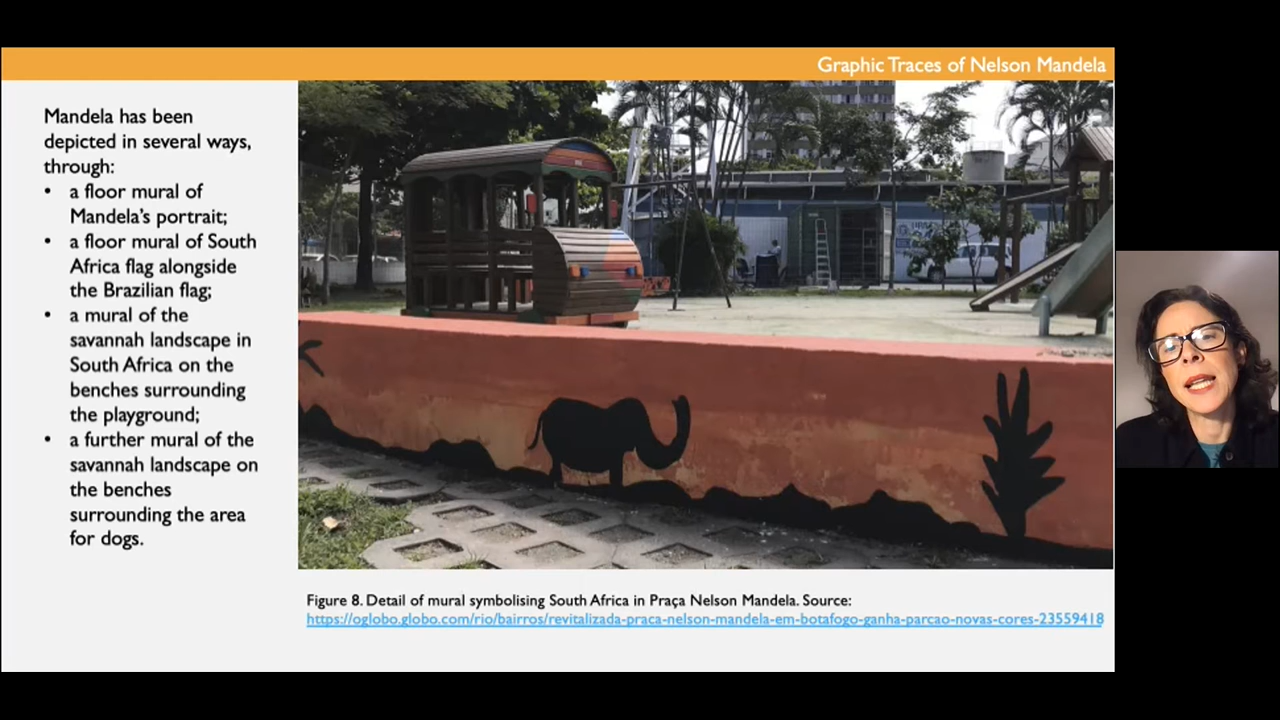 Graphic Traces of Nelson Mandela
Mandela has been
depicted in several ways,
through:
• a floor mural of
Mandela's portrait;
• a floor mural of South
Africa flag alongside
the Brazilian flag;
• a mural of the
savannah landscape in
South Africa on the
benches surrounding
the playground;
• a further mural of the
savannah landscape on
the benches
surrounding the area
for dogs.
Figure 8. Detail of mural symbolising South Africa in Praça Nelson Mandela. Source:
https://oglobo.globo.com/rio/bairros/revitalizada-praca-nelson-mandela-em-botafogo-ganha-parcao-novas-cores-23559418